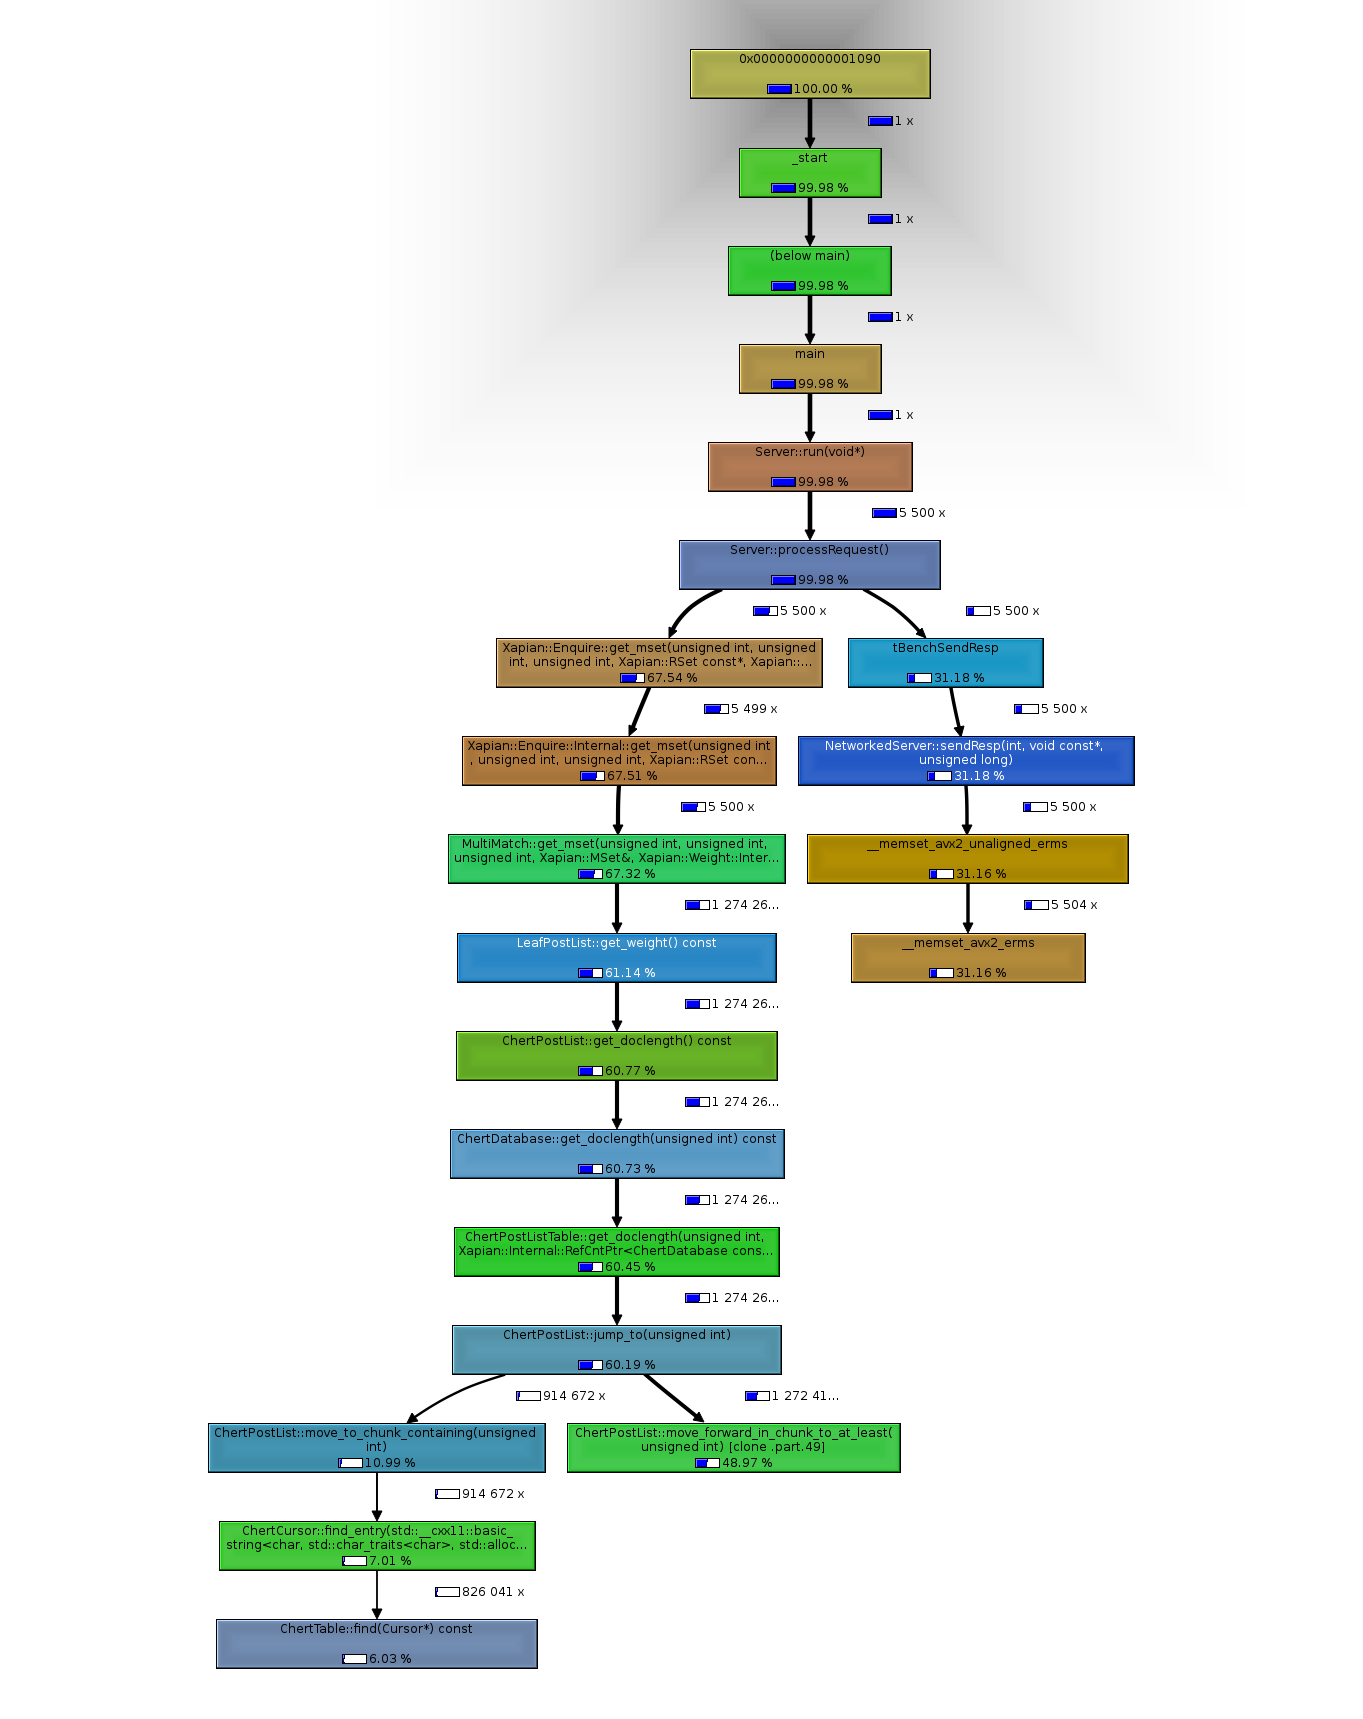 0x0000000000001090
100.00 %
1 x
_start
99.98 %
1 x
(below main)
99.98 %
1 x
main
99.98 %
1 x
Server::run(void*)
99.98 %
5 500 x
Server::processRequest()
99.98 %
5 500 x
5 500 x
Xapian::Enquire::get_mset(unsigned int, unsigned
int, unsigned int, Xapian::RSet const*, Xapian::...
67.54 %
tBenchSendResp
31.18 %
5 499 x
5 500 x
Xapian::Enquire::Internal::get_mset(unsigned int
, unsigned int, unsigned int, Xapian::RSet con...
67.51 %
NetworkedServer::sendResp(int, void const*,
unsigned long)
31.18 %
5 500 x
5 500 x
MultiMatch::get_mset(unsigned int, unsigned int,
unsigned int, Xapian::MSet&, Xapian::Weight::Inter...
67.32 %
__memset_avx2_unaligned_erms
31.16 %
1 274 26...
5 504 x
LeafPostList::get_weight() const
61.14 %
__memset_avx2_erms
31.16 %
1 274 26...
ChertPostList::get_doclength() const
60.77 %
1 274 26...
ChertDatabase::get_doclength(unsigned int) const
60.73 %
1 274 26...
ChertPostListTable::get_doclength(unsigned int,
Xapian::Internal::RefCntPtr<ChertDatabase cons...
60.45 %
1 274 26...
ChertPostList::jump_to(unsigned int)
60.19 %
914 672 x
1 272 41...
ChertPostList::move_to_chunk_containing(unsigned
int)
10.99 %
ChertPostList::move_forward_in_chunk_to_at_least(
unsigned int) [clone .part.49]
48.97 %
914 672 x
ChertCursor::find_entry(std::__cxx11::basic_
string<char, std::char_traits<char>, std::alloc...
7.01 %
826 041 x
ChertTable::find(Cursor*) const
6.03 %